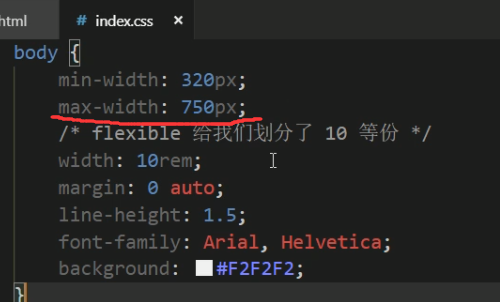 html
# index.css ×
body {
min-width: 320px;
max-width: 750px;
/* flexible 给我们划分了 10 等份 */
width: 10rem;
margin: 0 auto;
line-height: 1.5;
font-family: Arial, Helvetica;
background: #F2F2F2;
}